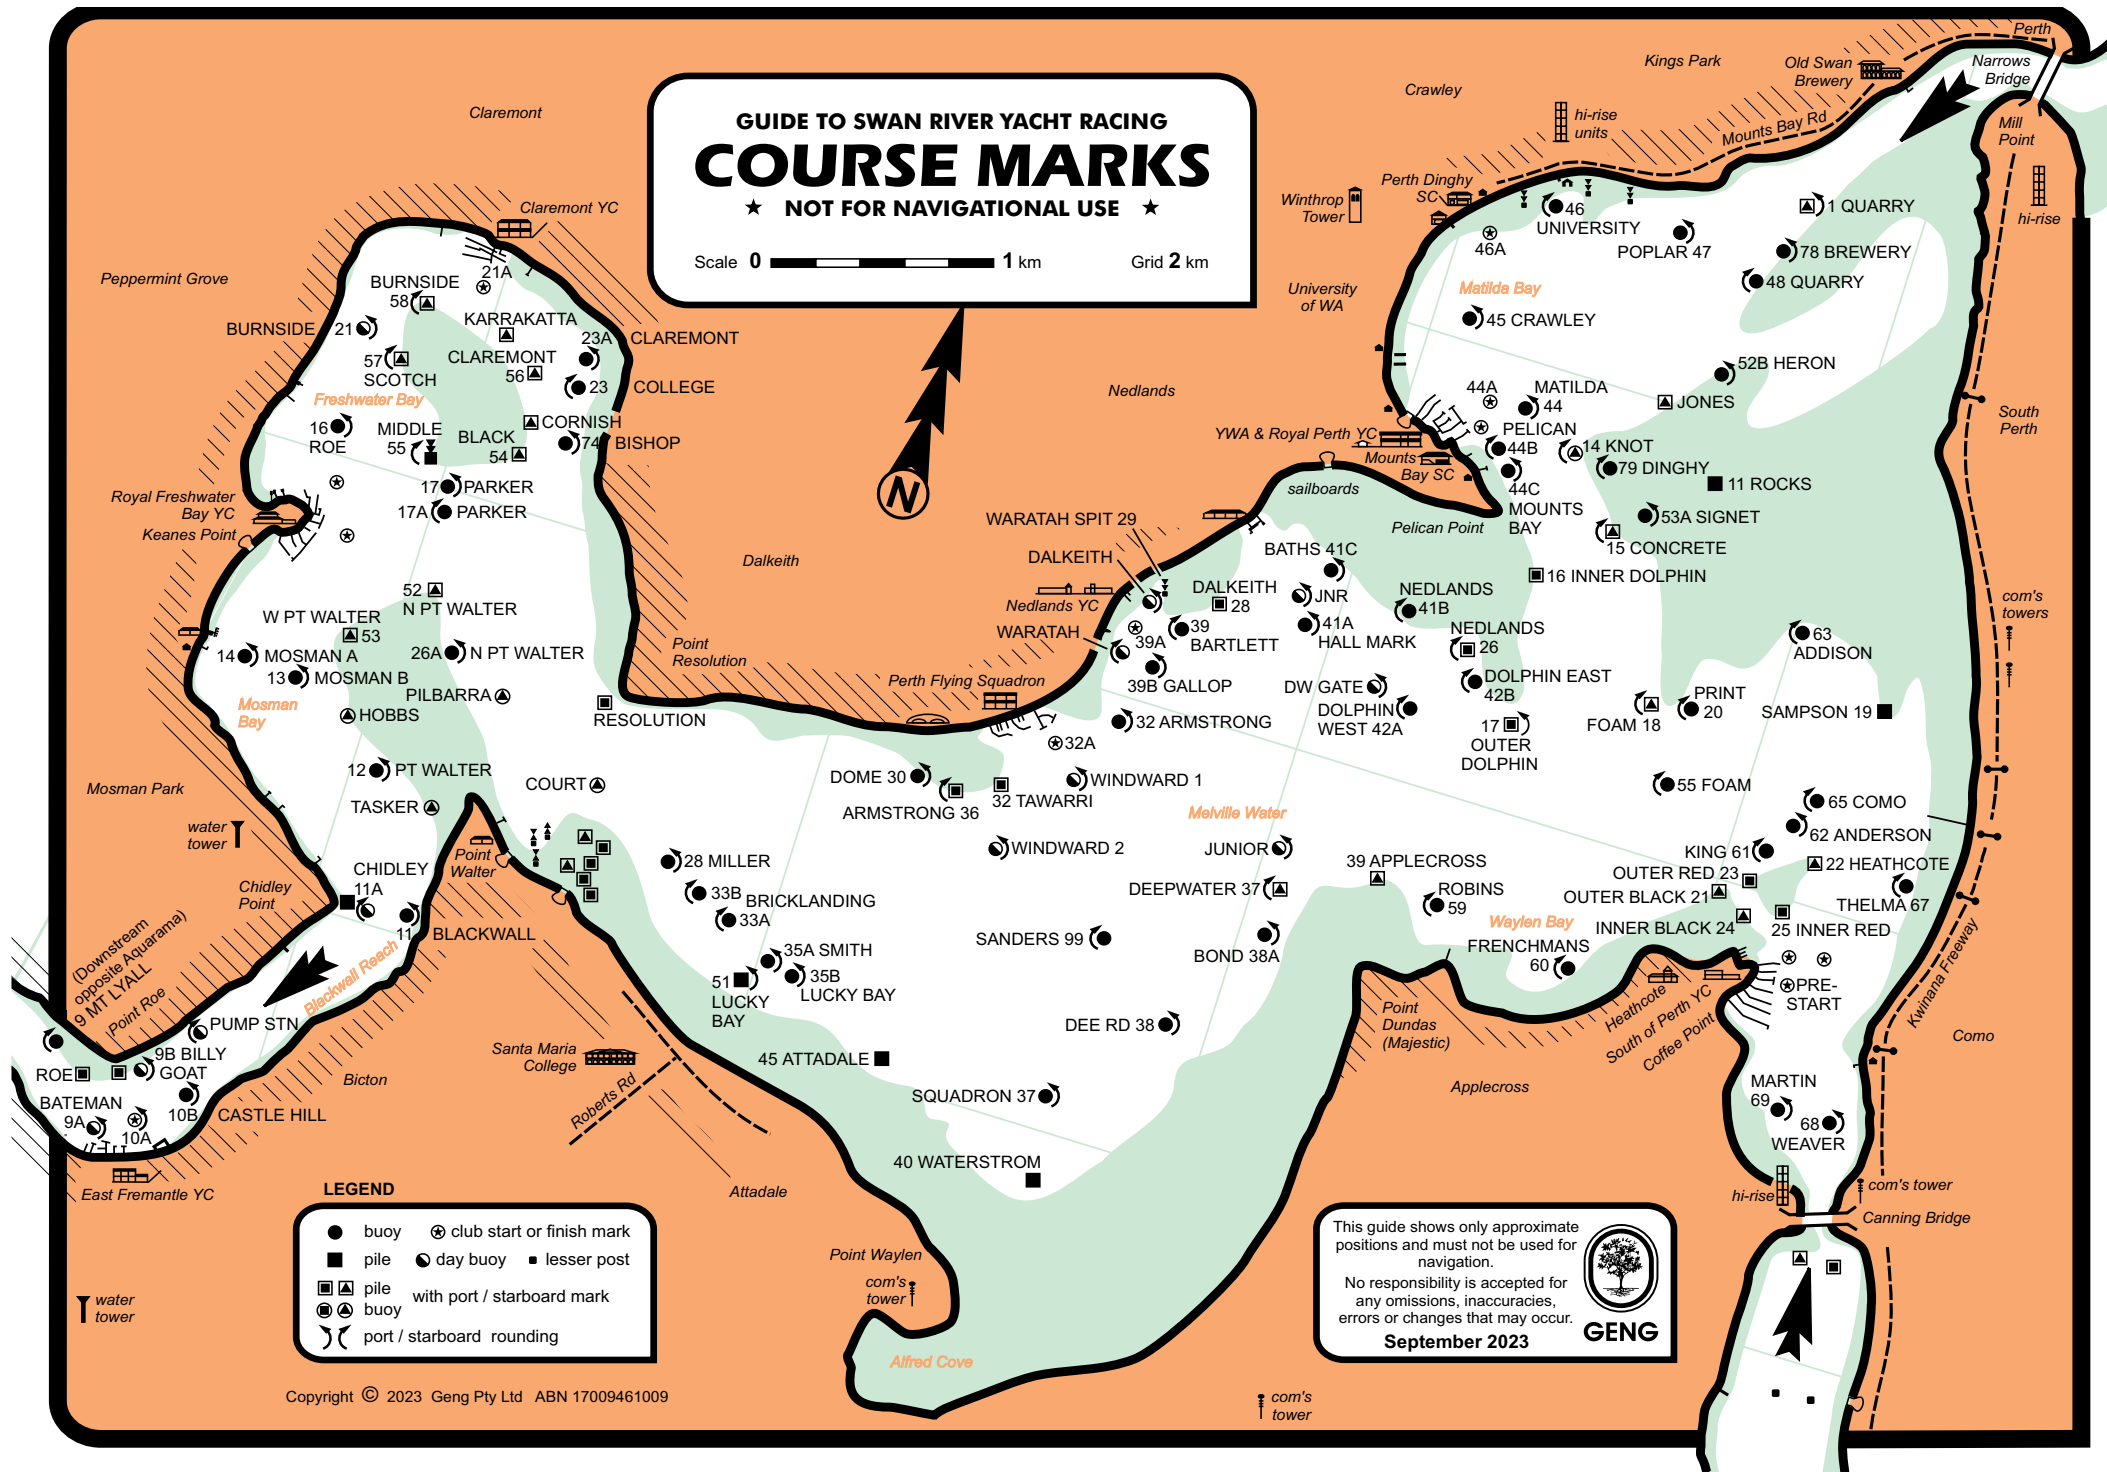 GUIDE TO SWAN RIVER YACHT RACING
COURSE MARKS
★ NOT FOR NAVIGATIONAL USE ★
Scale 0 1 km Grid 2 km
Perth
Narrows
Bridge
Kings Park
Old Swan
Brewery
Crawley
hi-rise
units
Mounts Bay Rd
Mill
Point
hi-rise
Claremont
Claremont YC
Peppermint Grove
Winthrop
Tower
Perth Dinghy
SC
46
UNIVERSITY
46A
POPLAR 47
1 QUARRY
78 BREWERY
48 QUARRY
University
of WA
Matilda Bay
45 CRAWLEY
21A
BURNSIDE
58
BURNSIDE 21
KARRAKATTA
23A CLAREMONT
57
SCOTCH
CLAREMONT
56
23 COLLEGE
Freshwater Bay
52B HERON
44A
MATILDA
44
JONES
Nedlands
South
Perth
16
ROE
MIDDLE
55
BLACK
54
CORNISH
74 BISHOP
YWA & Royal Perth YC
Mounts
Bay SC
PELICAN
44B
44C
MOUNTS
BAY
14 KNOT
79 DINGHY
11 ROCKS
17 PARKER
17A PARKER
Royal Freshwater
Bay YC
Keanes Point
N
sailboards
Pelican Point
53A SIGNET
15 CONCRETE
WARATAH SPIT 29
DALKEITH
Dalkeith
BATHS 41C
16 INNER DOLPHIN
52
N PT WALTER
W PT WALTER
53
Nedlands YC
DALKEITH
28
JNR
NEDLANDS
41B
com's
towers
WARATAH
39A
39
BARTLETT
41A
HALL MARK
NEDLANDS
26
63
ADDISON
14 MOSMAN A
26A N PT WALTER
13 MOSMAN B
Point
Resolution
Perth Flying Squadron
39B GALLOP
DW GATE
DOLPHIN EAST
42B
PILBARRA
Mosman
Bay
HOBBS
RESOLUTION
32 ARMSTRONG
DOLPHIN
WEST 42A
17
OUTER
DOLPHIN
FOAM 18
PRINT
20
SAMPSON 19
32A
12 PT WALTER
DOME 30
WINDWARD 1
COURT
ARMSTRONG 36
32 TAWARRI
55 FOAM
Como
Mosman Park
TASKER
Melville Water
65 COMO
water
tower
62 ANDERSON
Point
Walter
28 MILLER
WINDWARD 2
JUNIOR
39 APPLECROSS
KING 61
22 HEATHCOTE
OUTER RED 23
CHIDLEY
11A
Chidley
Point
33B
BRICKLANDING
33A
DEEPWATER 37
ROBINS
59
OUTER BLACK 21
THELMA 67
Waylen Bay
INNER BLACK 24
25 INNER RED
11 BLACKWALL
SANDERS 99
BOND 38A
FRENCHMANS
60
(Downstream
opposite Aquarama)
9 MT LYALL
Point Roe
Blackwall Reach
35A SMITH
51
LUCKY
BAY
35B
LUCKY BAY
PRE-
START
Heathcote
South of Perth YC
Coffee Point
Kwinana Freeway
PUMP STN
DEE RD 38
Point
Dundas
(Majestic)
Como
9B BILLY
GOAT
Santa Maria
College
45 ATTADALE
ROE
Bicton
Roberts Rd
Applecross
MARTIN
69
BATEMAN
9A
10A
10B
CASTLE HILL
SQUADRON 37
68
WEAVER
40 WATERSTROM
East Fremantle YC
Attadale
hi-rise
com's tower
Canning Bridge
LEGEND
buoy club start or finish mark
pile day buoy lesser post
pile
buoy with port / starboard mark
port / starboard rounding
water
tower
Point Waylen
com's
tower
Alfred Cove
This guide shows only approximate
positions and must not be used for
navigation.
No responsibility is accepted for
any omissions, inaccuracies,
errors or changes that may occur.
September 2023
GENG
com's
tower
Copyright © 2023 Geng Pty Ltd ABN 17009461009